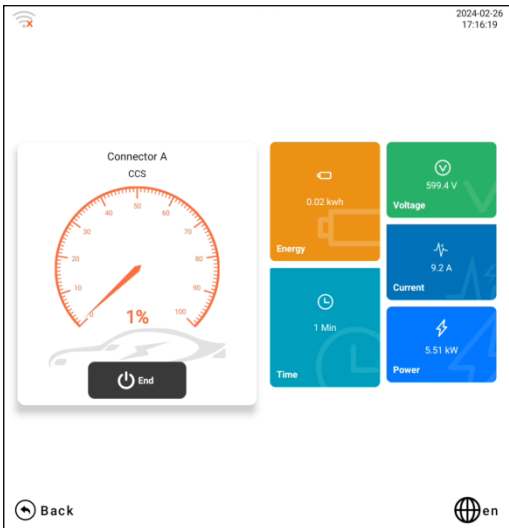 2024-02-26
17:16:19
Connector A
CCS
0
10
20
30
40
50
60
70
80
90
100
1%
End
0.02 kwh
Energy
599.4 V
Voltage
9.2 A
Current
1 Min
Time
5.51 kW
Power
Back
en